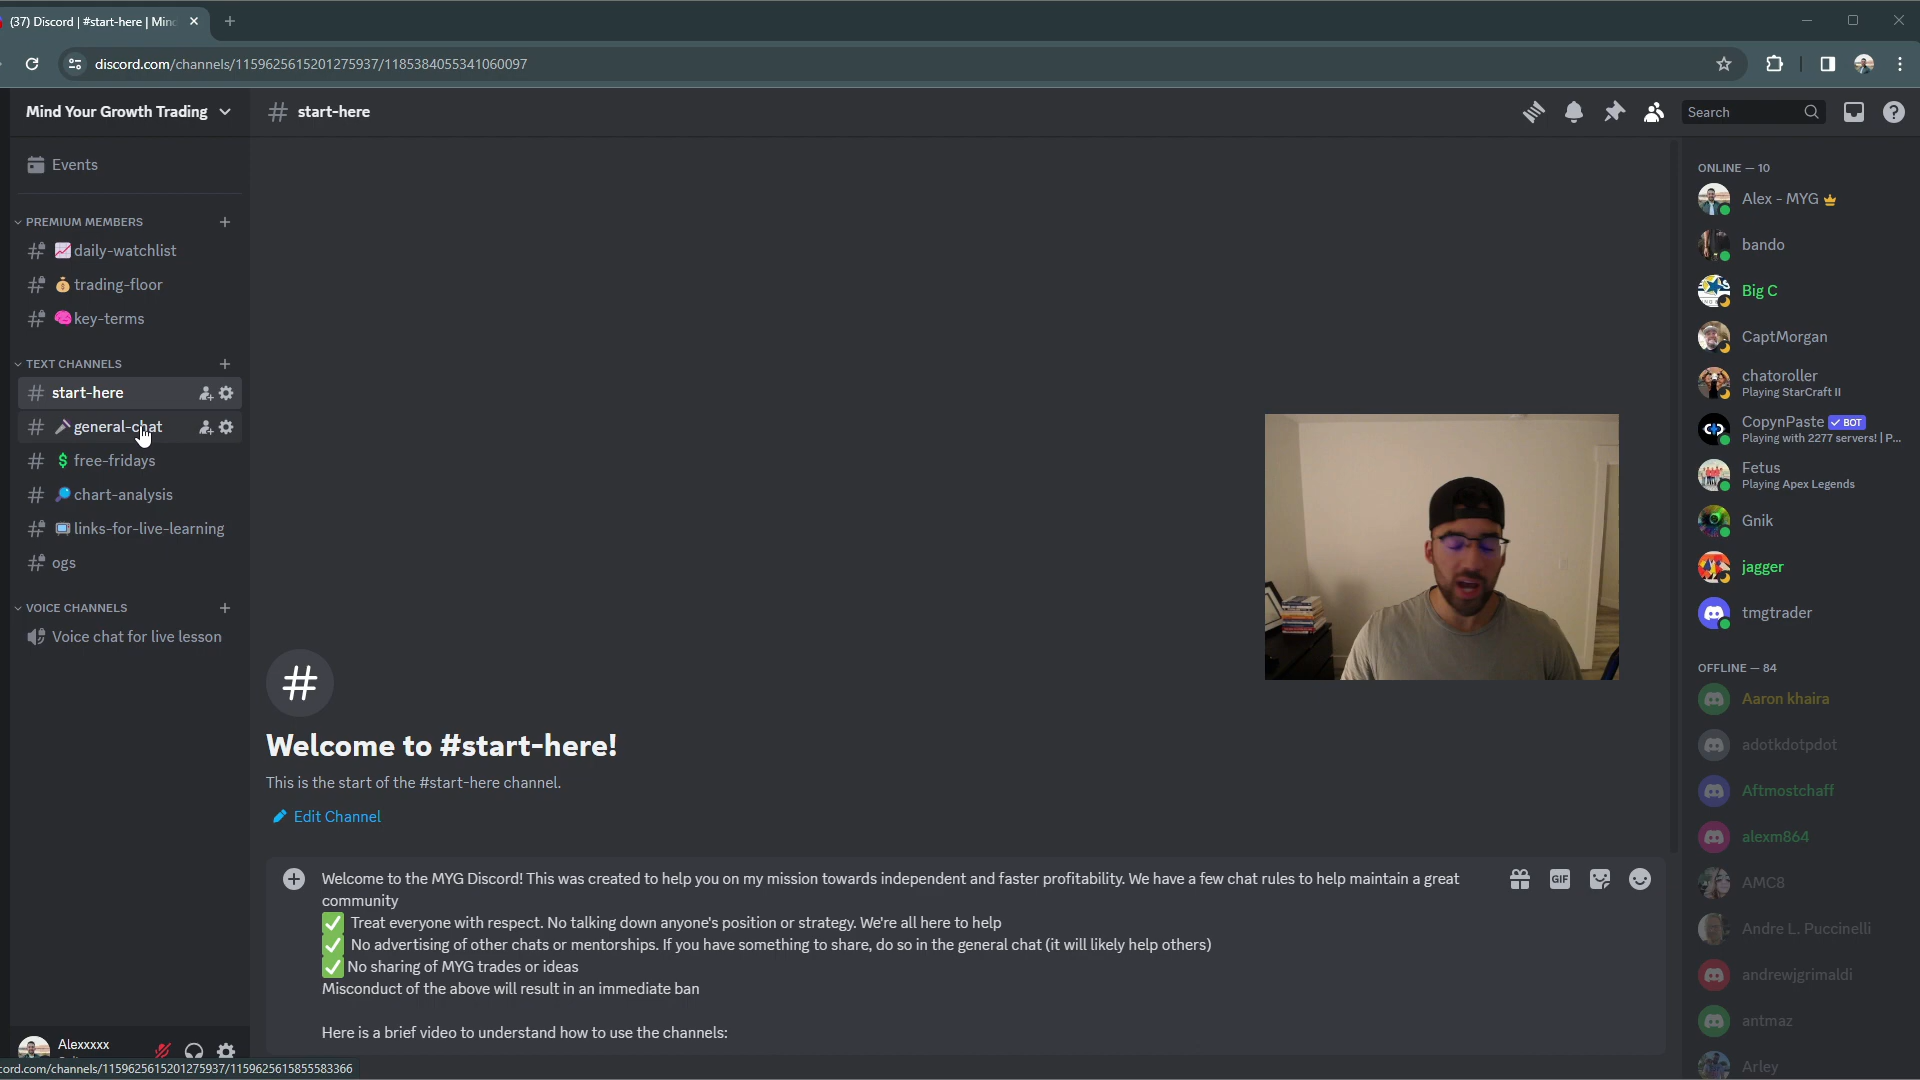 (37) Discord | #start-here | Mind
discord.com/channels/1159625615201275937/1185384055341060097
Mind Your Growth Trading
start-here
Search
Events
PREMIUM MEMBERS
daily-watchlist
trading-floor
key-terms
TEXT CHANNELS
start-here
general-chat
free-fridays
chart-analysis
links-for-live-learning
ogs
VOICE CHANNELS
Voice chat for live lesson
Alexxxxx
cord.com/channels/1159625615201275937/1159625615855583366
Welcome to #start-here!
This is the start of the #start-here channel.
Edit Channel
Welcome to the MYG Discord! This was created to help you on my mission towards independent and faster profitability. We have a few chat rules to help maintain a great
community
✅ Treat everyone with respect. No talking down anyone's position or strategy. We're all here to help
✅ No advertising of other chats or mentorships. If you have something to share, do so in the general chat (it will likely help others)
✅ No sharing of MYG trades or ideas
Misconduct of the above will result in an immediate ban
Here is a brief video to understand how to use the channels:
GIF
ONLINE — 10
Alex - MYG
bando
Big C
CaptMorgan
chatoroller
Playing StarCraft II
CopynPaste ✓ BOT
Playing with 2277 servers! | P...
Fetus
Playing Apex Legends
Gnik
jagger
tmgtrader
OFFLINE — 84
Aaron khaira
adotkdotpdot
Aftmostchaff
alexm864
AMC8
Andre L. Puccinelli
andrewjgrimaldi
antmaz
Arley